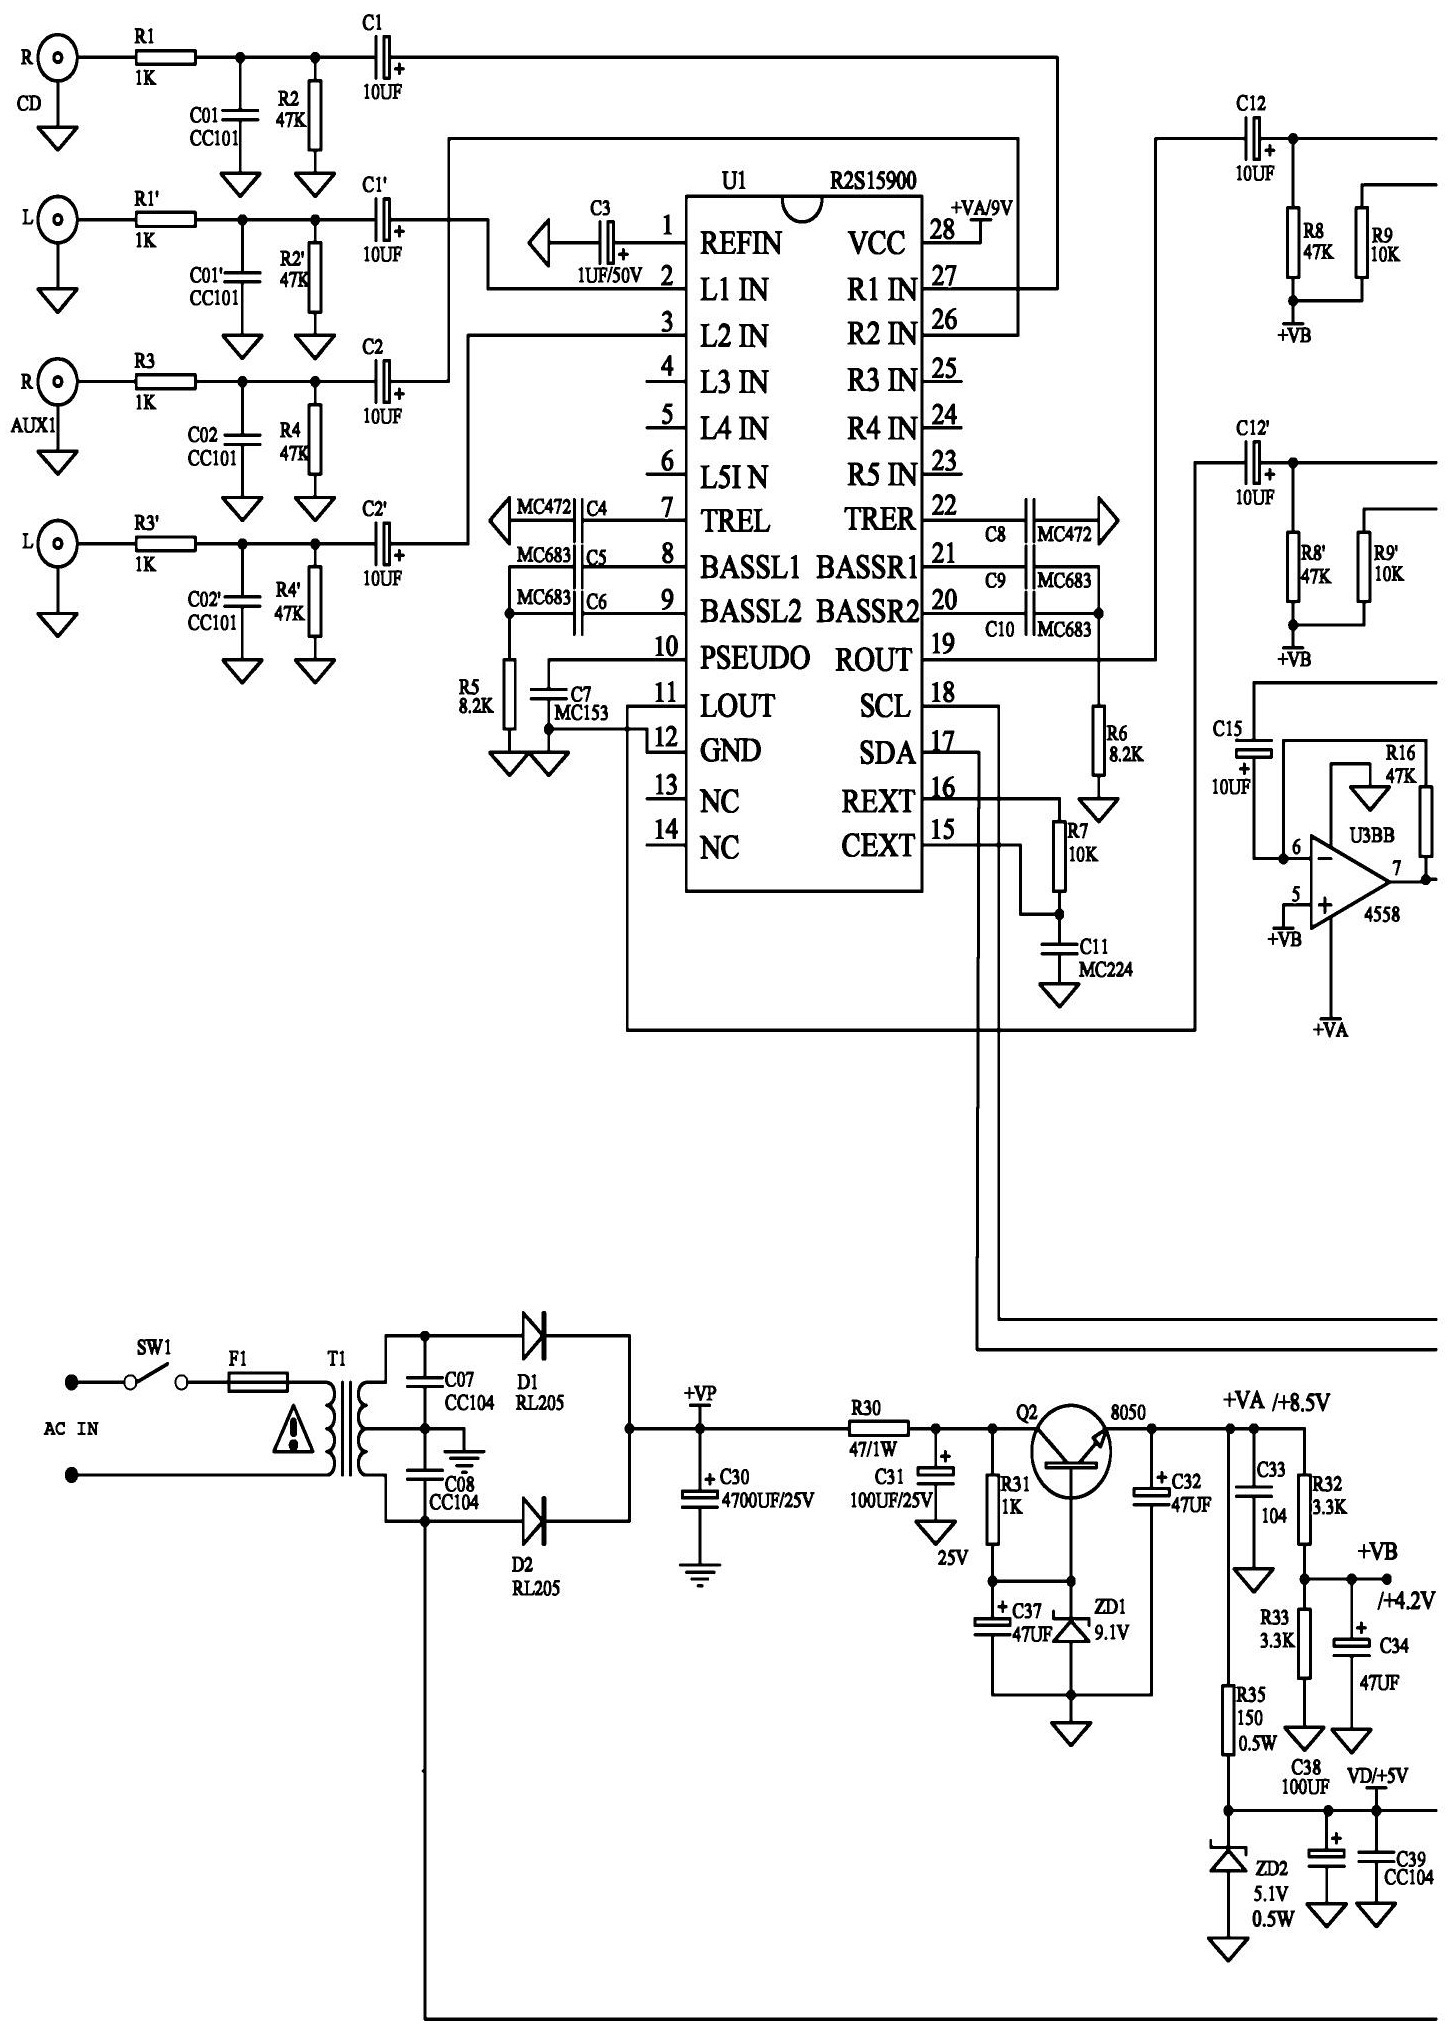 R
CD
R1
1K
C01
CC101
R2
47K
C1
10UF
L
R1'
1K
C01'
CC101
R2'
47K
C1'
10UF
R
AUX1
R3
1K
C02
CC101
R4
47K
C2
10UF
L
R3'
1K
C02'
CC101
R4'
47K
C2'
10UF
U1
R2S15900
C3
1UF/50V
+VA/9V
1 REFIN
2 L1 IN
3 L2 IN
4 L3 IN
5 L4 IN
6 L5I N
7 TREL
8 BASSL1
9 BASSL2
10 PSEUDO
11 LOUT
12 GND
13 NC
14 NC
VCC 28
R1 IN 27
R2 IN 26
R3 IN 25
R4 IN 24
R5 IN 23
TRER 22
BASSR1 21
BASSR2 20
ROUT 19
SCL 18
SDA 17
REXT 16
CEXT 15
MC472 C4
MC683 C5
MC683 C6
R5
8.2K
C7
MC153
C8 MC472
C9 MC683
C10 MC683
R6
8.2K
R7
10K
C11
MC224
C12
10UF
R8
47K
R9
10K
+VB
C12'
10UF
R8'
47K
R9'
10K
+VB
C15
10UF
R16
47K
U3BB
6
5
7
4558
+VB
+VA
SW1
F1
T1
AC IN
C07
CC104
C08
CC104
D1
RL205
D2
RL205
+VP
C30
4700UF/25V
R30
47/1W
C31
100UF/25V
25V
R31
1K
Q2
8050
C37
47UF
ZD1
9.1V
C32
47UF
+VA /+8.5V
C33
104
R32
3.3K
+VB
/+4.2V
R33
3.3K
C34
47UF
R35
150
0.5W
C38
100UF
VD/+5V
ZD2
5.1V
0.5W
C39
CC104